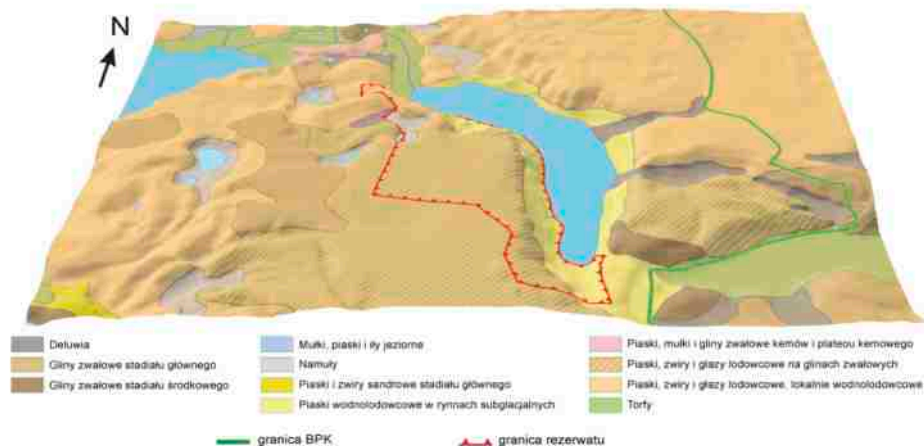 N
Deluwia
Gliny zwałowe stadiału głównego
Gliny zwałowe stadiału środkowego
Mułki, piaski i iły jeziorne
Namuły
Piaski i żwiry sandrowe stadiału głównego
Piaski wodnolodowcowe w rynnach subglacjalnych
Piaski, mułki i gliny zwałowe kemów i plateou kemowego
Piaski, żwiry i głazy lodowcowe na glinach zwałowych
Piaski, żwiry i głazy lodowcowe, lokalnie wodnolodowcowe
Torfy
granica BPK
granica rezerwatu